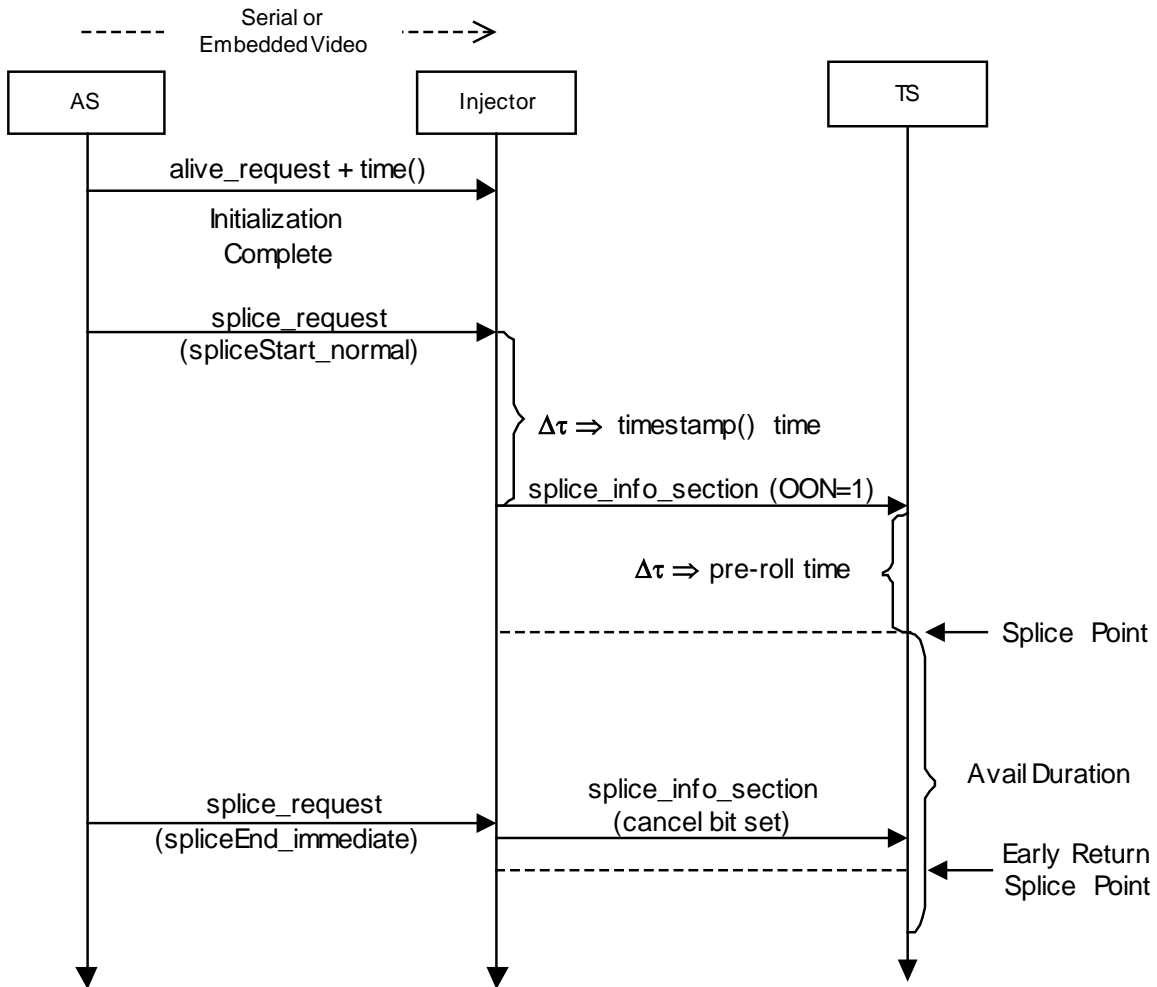 Serial or
Embedded Video
AS
Injector
TS
alive_request + time()
Initialization
Complete
splice_request
(spliceStart_normal)
Δτ ⇒ timestamp() time
splice_info_section (OON=1)
Δτ ⇒ pre-roll time
Splice Point
Avail Duration
splice_request
(spliceEnd_immediate)
splice_info_section
(cancel bit set)
Early Return
Splice Point